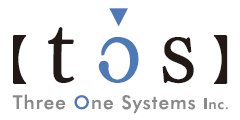 【tos】
Three One Systems Inc.